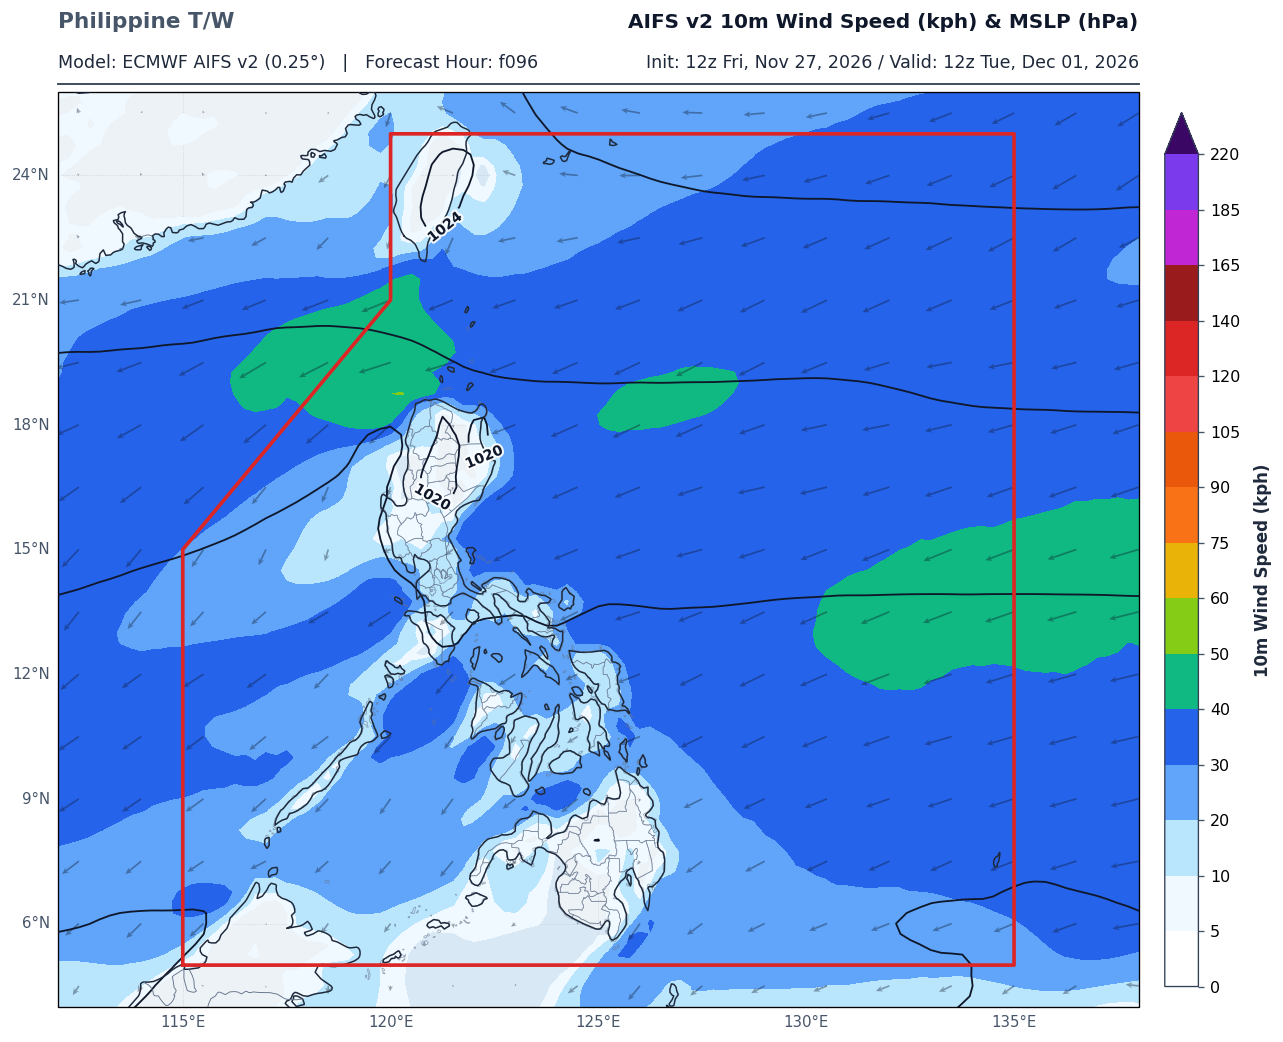 Philippine T/W
AIFS v2 10m Wind Speed (kph) & MSLP (hPa)
Model: ECMWF AIFS v2 (0.25°)   |   Forecast Hour: f096
Init: 12z Fri, Nov 27, 2026 / Valid: 12z Tue, Dec 01, 2026
24°N
21°N
18°N
15°N
12°N
9°N
6°N
1024
1020
1020
115°E
120°E
125°E
130°E
135°E
220
185
165
140
120
105
90
75
60
50
40
30
20
10
5
0
10m Wind Speed (kph)